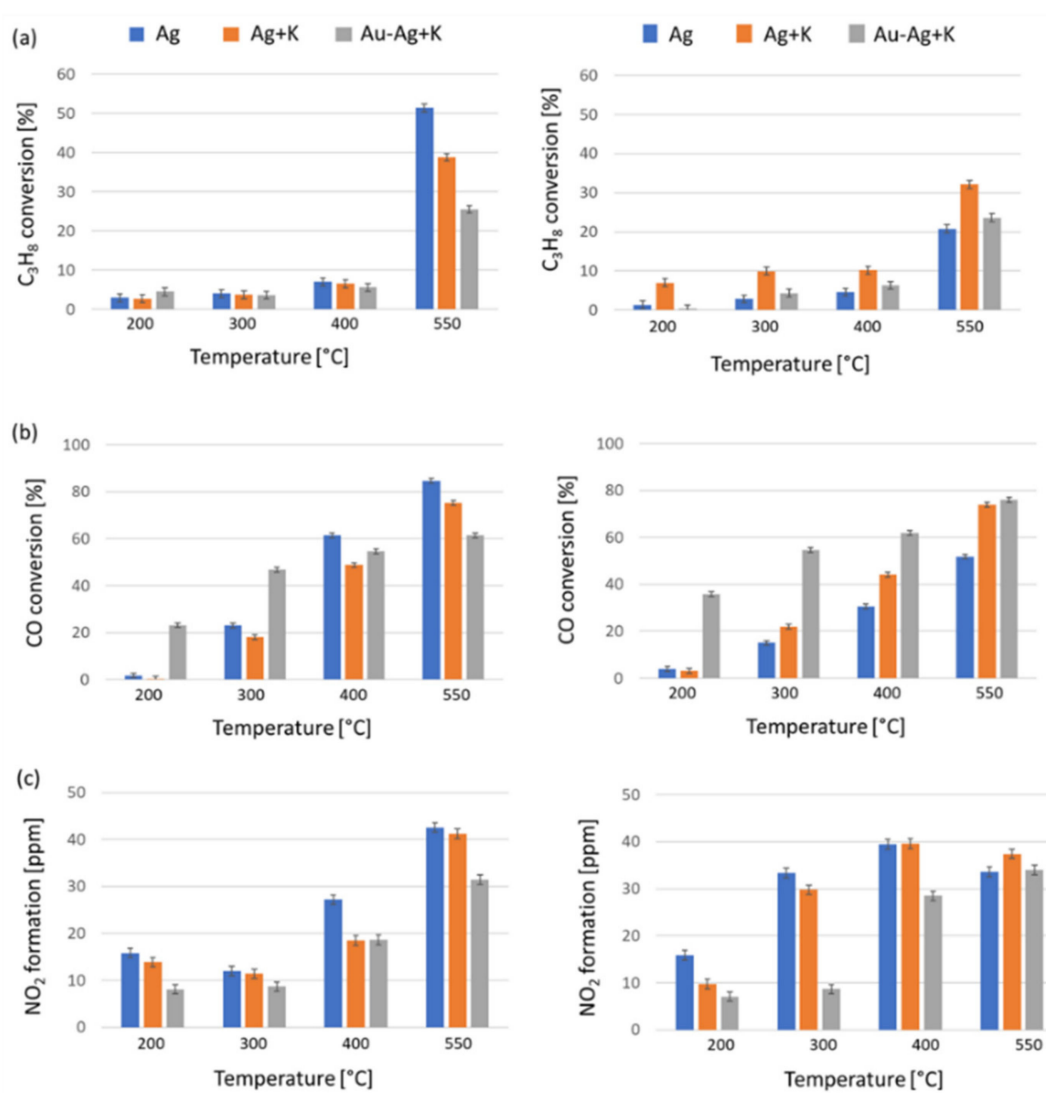 (a)
Ag Ag+K Au-Ag+K
Ag Ag+K Au-Ag+K
C3H8 conversion [%]
60
50
40
30
20
10
0
200 300 400 550
Temperature [°C]
C3H8 conversion [%]
60
50
40
30
20
10
0
200 300 400 550
Temperature [°C]
(b)
CO conversion [%]
100
80
60
40
20
0
200 300 400 550
Temperature [°C]
CO conversion [%]
100
80
60
40
20
0
200 300 400 550
Temperature [°C]
(c)
NO2 formation [ppm]
50
40
30
20
10
0
200 300 400 550
Temperature [°C]
NO2 formation [ppm]
50
40
30
20
10
0
200 300 400 550
Temperature [°C]